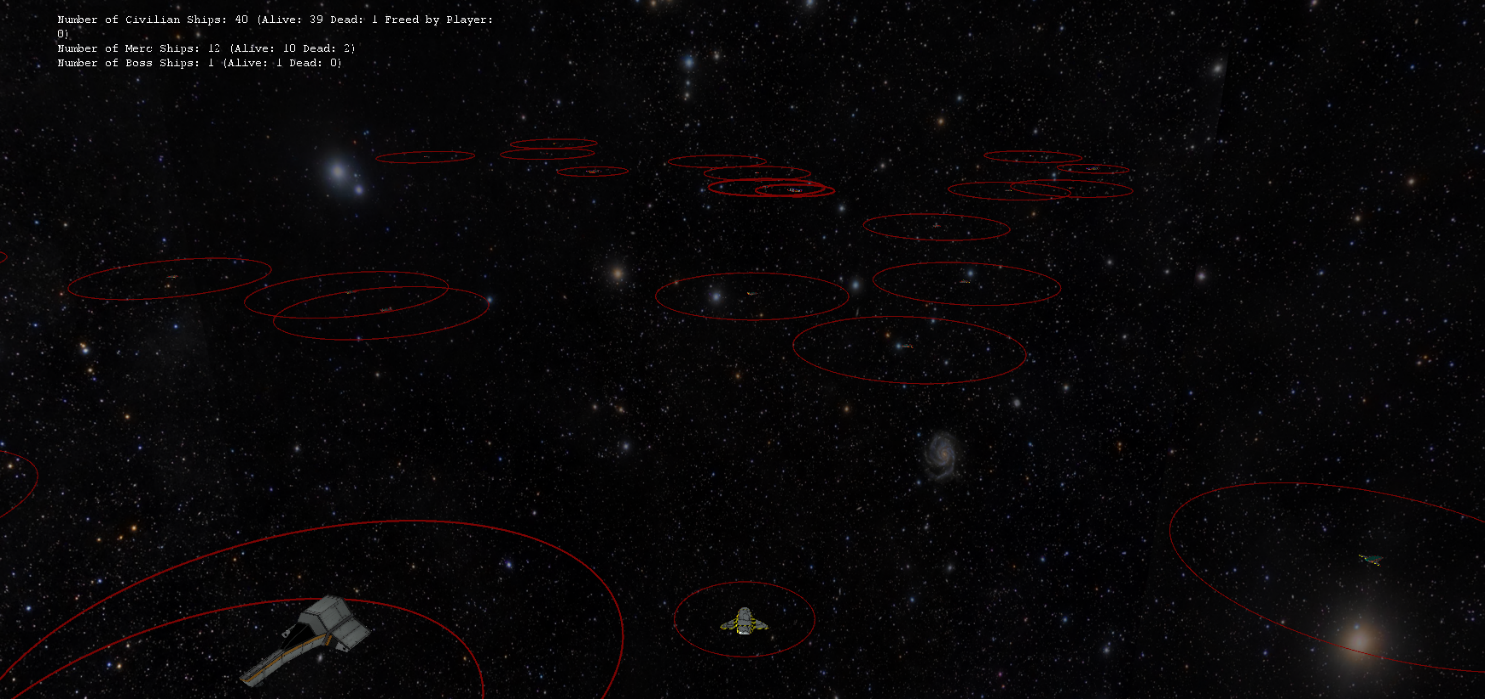 Number of Civilian Ships: 40 (Alive: 39 Dead: 1 Freed by Player:
0)
Number of Merc Ships: 12 (Alive: 10 Dead: 2)
Number of Boss Ships: 1 (Alive: 1 Dead: 0)